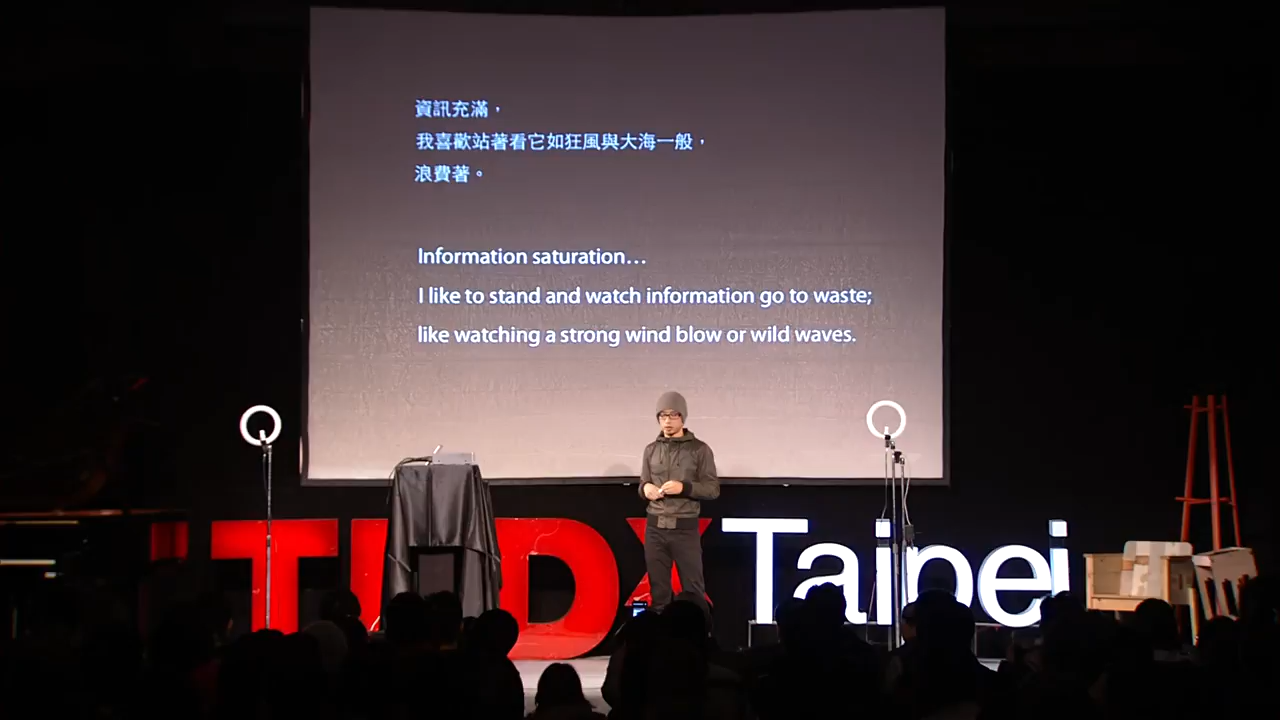 資訊充滿，
我喜歡站著看它如狂風與大海一般，
浪費著。
Information saturation…
I like to stand and watch information go to waste;
like watching a strong wind blow or wild waves.
TEDxTaipei